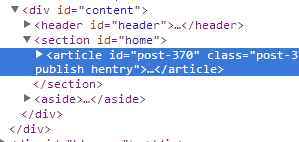 ▼<div id="content">
▶<header id="header">…</header>
▼<section id="home">
▶<article id="post-370" class="post-3
publish hentry">…</article>
</section>
▶<aside>…</aside>
</div>
</div>